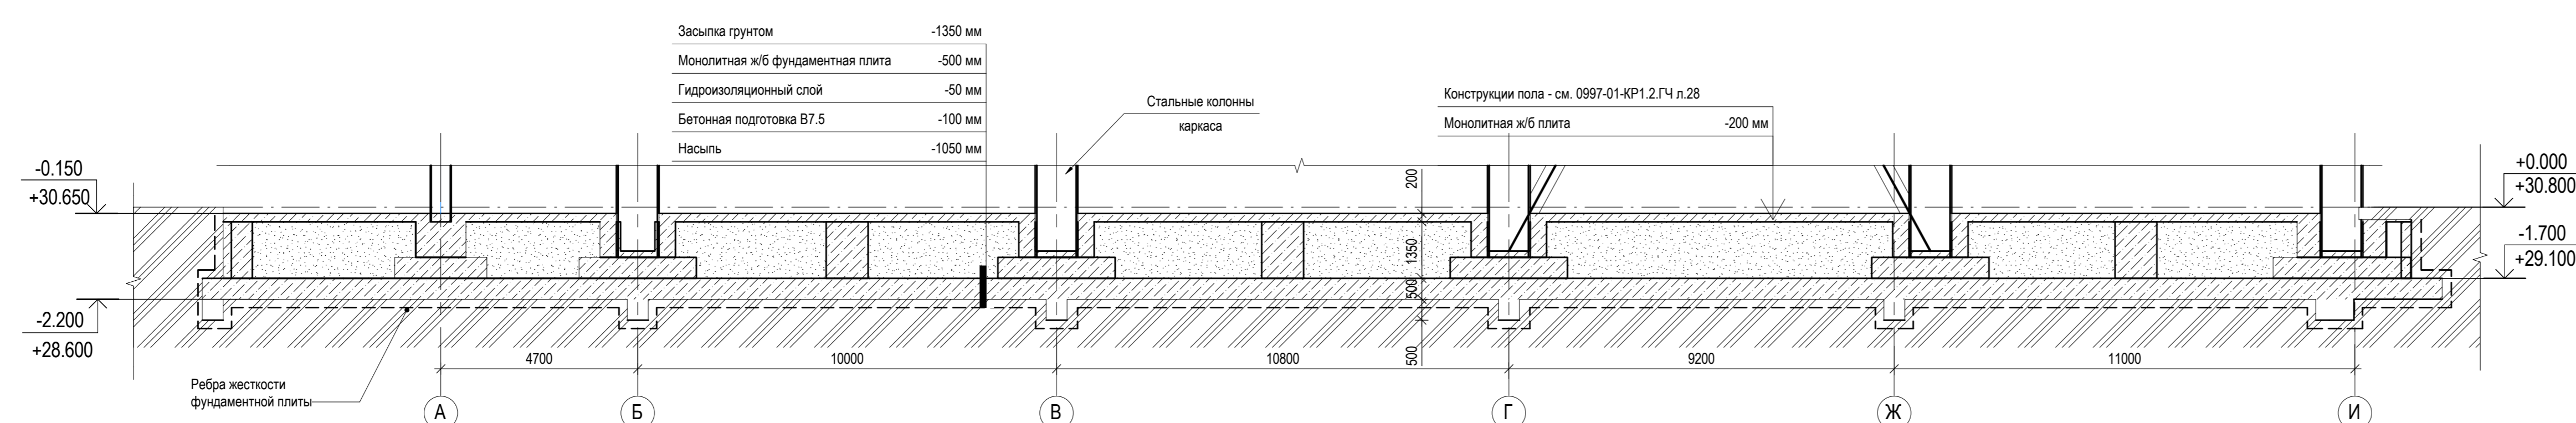 Засыпка грунтом -1350 мм
Монолитная ж/б фундаментная плита -500 мм
Гидроизоляционный слой -50 мм
Бетонная подготовка В7.5 -100 мм
Насыпь -1050 мм
Стальные колонны
каркаса
Конструкции пола - см. 0997-01-КР1.2.ГЧ л.28
Монолитная ж/б плита -200 мм
-0.150
+30.650
+0.000
+30.800
-1.700
+29.100
-2.200
+28.600
200
1350
500
500
4700
10000
10800
9200
11000
Ребра жесткости
фундаментной плиты
А
Б
В
Г
Ж
И